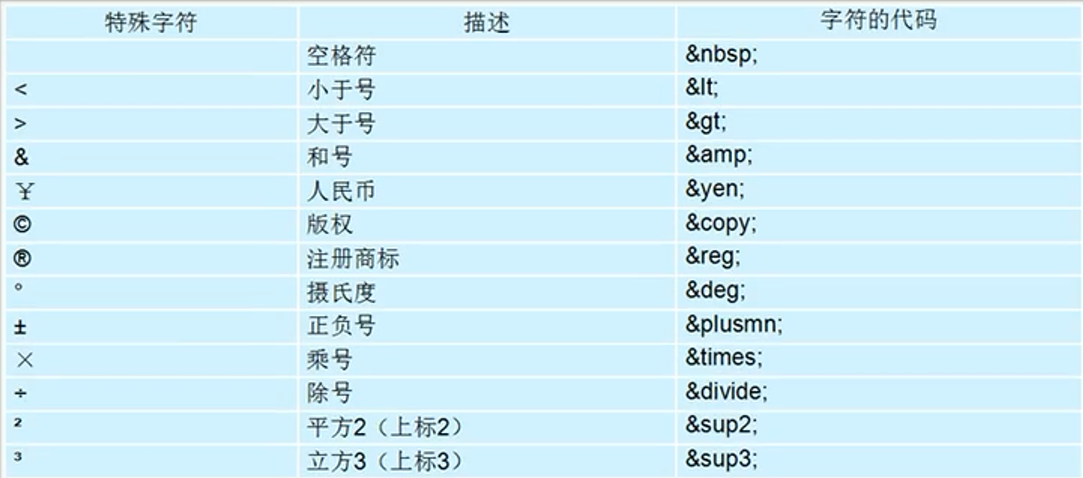 特殊字符 描述 字符的代码
空格符 &nbsp;
< 小于号 &lt;
> 大于号 &gt;
& 和号 &amp;
¥ 人民币 &yen;
© 版权 &copy;
® 注册商标 &reg;
° 摄氏度 &deg;
± 正负号 &plusmn;
× 乘号 &times;
÷ 除号 &divide;
² 平方2（上标2） &sup2;
³ 立方3（上标3） &sup3;